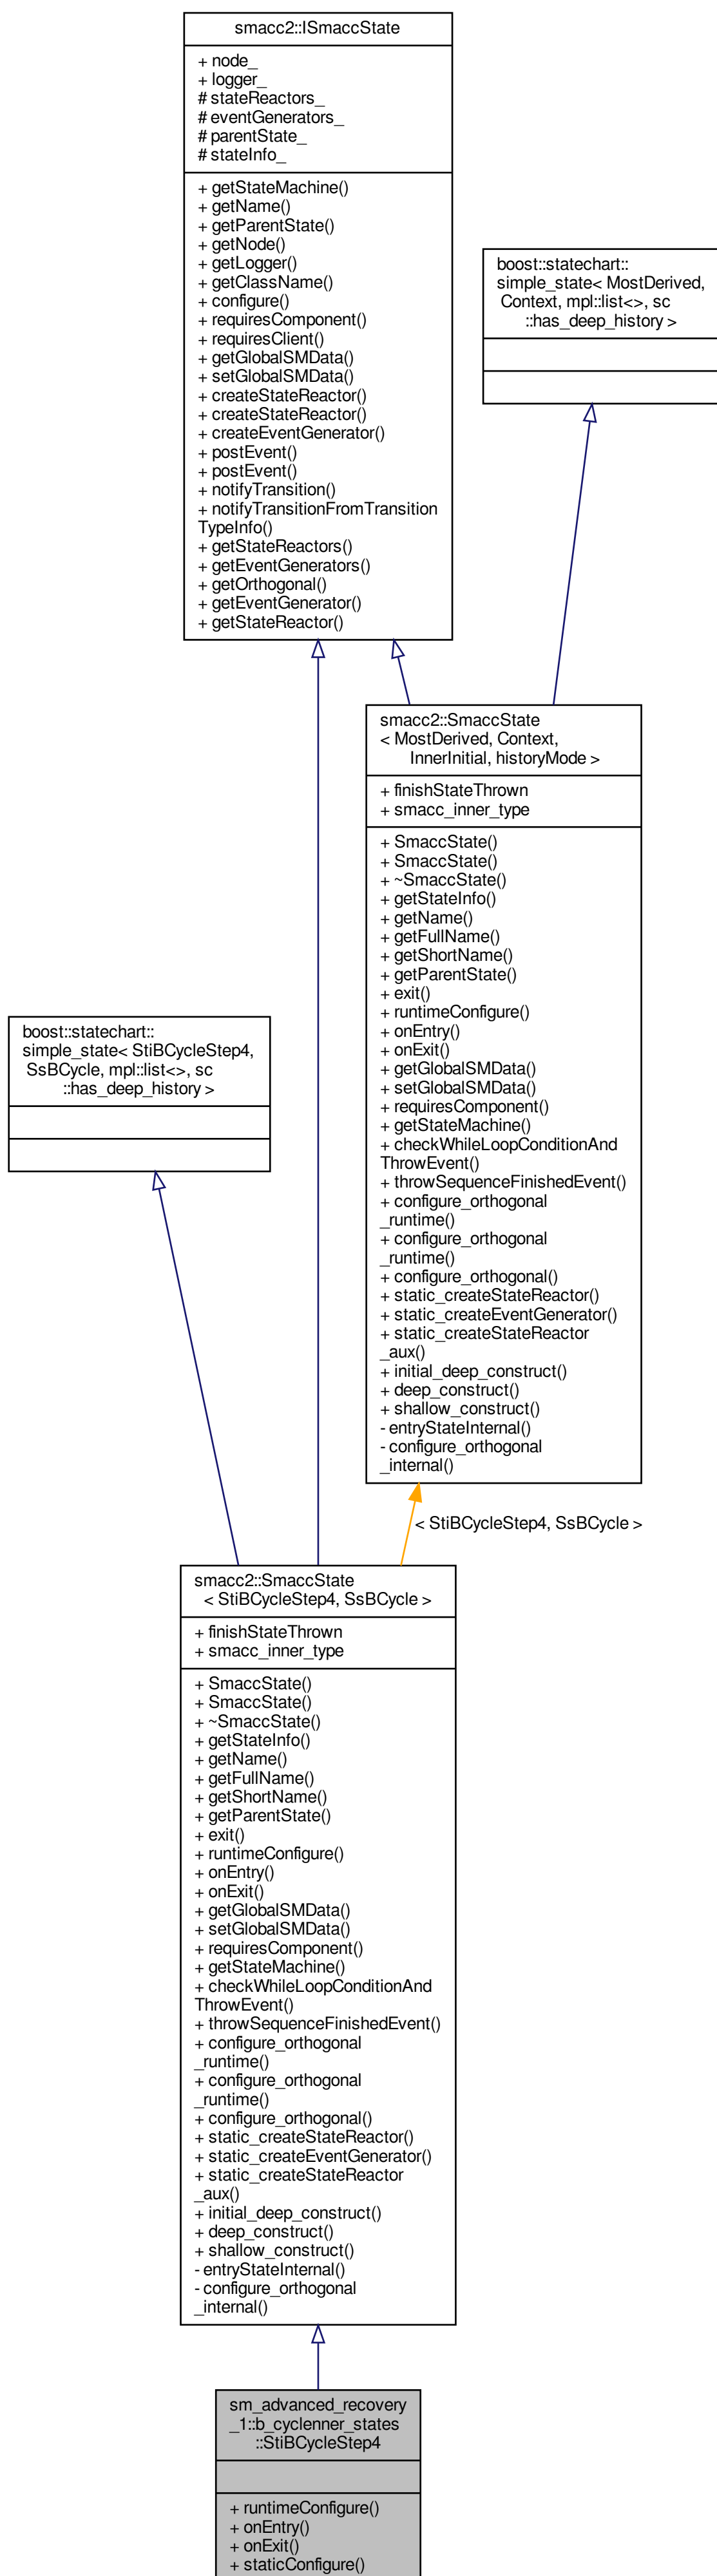 smacc2::ISmaccState
+ node_
+ logger_
# stateReactors_
# eventGenerators_
# parentState_
# stateInfo_
+ getStateMachine()
+ getName()
+ getParentState()
+ getNode()
+ getLogger()
+ getClassName()
+ configure()
+ requiresComponent()
+ requiresClient()
+ getGlobalSMData()
+ setGlobalSMData()
+ createStateReactor()
+ createStateReactor()
+ createEventGenerator()
+ postEvent()
+ postEvent()
+ notifyTransition()
+ notifyTransitionFromTransition
TypeInfo()
+ getStateReactors()
+ getEventGenerators()
+ getOrthogonal()
+ getEventGenerator()
+ getStateReactor()
boost::statechart::
simple_state< MostDerived,
Context, mpl::list<>, sc
::has_deep_history >
smacc2::SmaccState
< MostDerived, Context,
InnerInitial, historyMode >
+ finishStateThrown
+ smacc_inner_type
+ SmaccState()
+ SmaccState()
+ ~SmaccState()
+ getStateInfo()
+ getName()
+ getFullName()
+ getShortName()
+ getParentState()
+ exit()
+ runtimeConfigure()
+ onEntry()
+ onExit()
+ getGlobalSMData()
+ setGlobalSMData()
+ requiresComponent()
+ getStateMachine()
+ checkWhileLoopConditionAnd
ThrowEvent()
+ throwSequenceFinishedEvent()
+ configure_orthogonal
_runtime()
+ configure_orthogonal
_runtime()
+ configure_orthogonal()
+ static_createStateReactor()
+ static_createEventGenerator()
+ static_createStateReactor
_aux()
+ initial_deep_construct()
+ deep_construct()
+ shallow_construct()
- entryStateInternal()
- configure_orthogonal
_internal()
boost::statechart::
simple_state< StiBCycleStep4,
SsBCycle, mpl::list<>, sc
::has_deep_history >
< StiBCycleStep4, SsBCycle >
smacc2::SmaccState
< StiBCycleStep4, SsBCycle >
+ finishStateThrown
+ smacc_inner_type
+ SmaccState()
+ SmaccState()
+ ~SmaccState()
+ getStateInfo()
+ getName()
+ getFullName()
+ getShortName()
+ getParentState()
+ exit()
+ runtimeConfigure()
+ onEntry()
+ onExit()
+ getGlobalSMData()
+ setGlobalSMData()
+ requiresComponent()
+ getStateMachine()
+ checkWhileLoopConditionAnd
ThrowEvent()
+ throwSequenceFinishedEvent()
+ configure_orthogonal
_runtime()
+ configure_orthogonal
_runtime()
+ configure_orthogonal()
+ static_createStateReactor()
+ static_createEventGenerator()
+ static_createStateReactor
_aux()
+ initial_deep_construct()
+ deep_construct()
+ shallow_construct()
- entryStateInternal()
- configure_orthogonal
_internal()
sm_advanced_recovery
_1::b_cyclenner_states
::StiBCycleStep4
+ runtimeConfigure()
+ onEntry()
+ onExit()
+ staticConfigure()